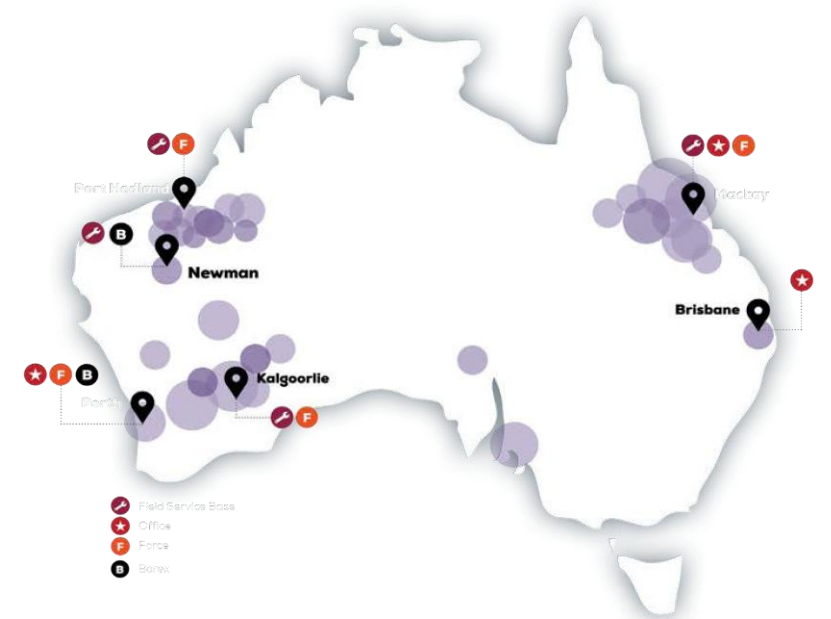 F
F
Port Hedland
Mackay
B
Newman
Brisbane
F B
Kalgoorlie
Perth
F
Field Service Base
Office
F Force
B Borex